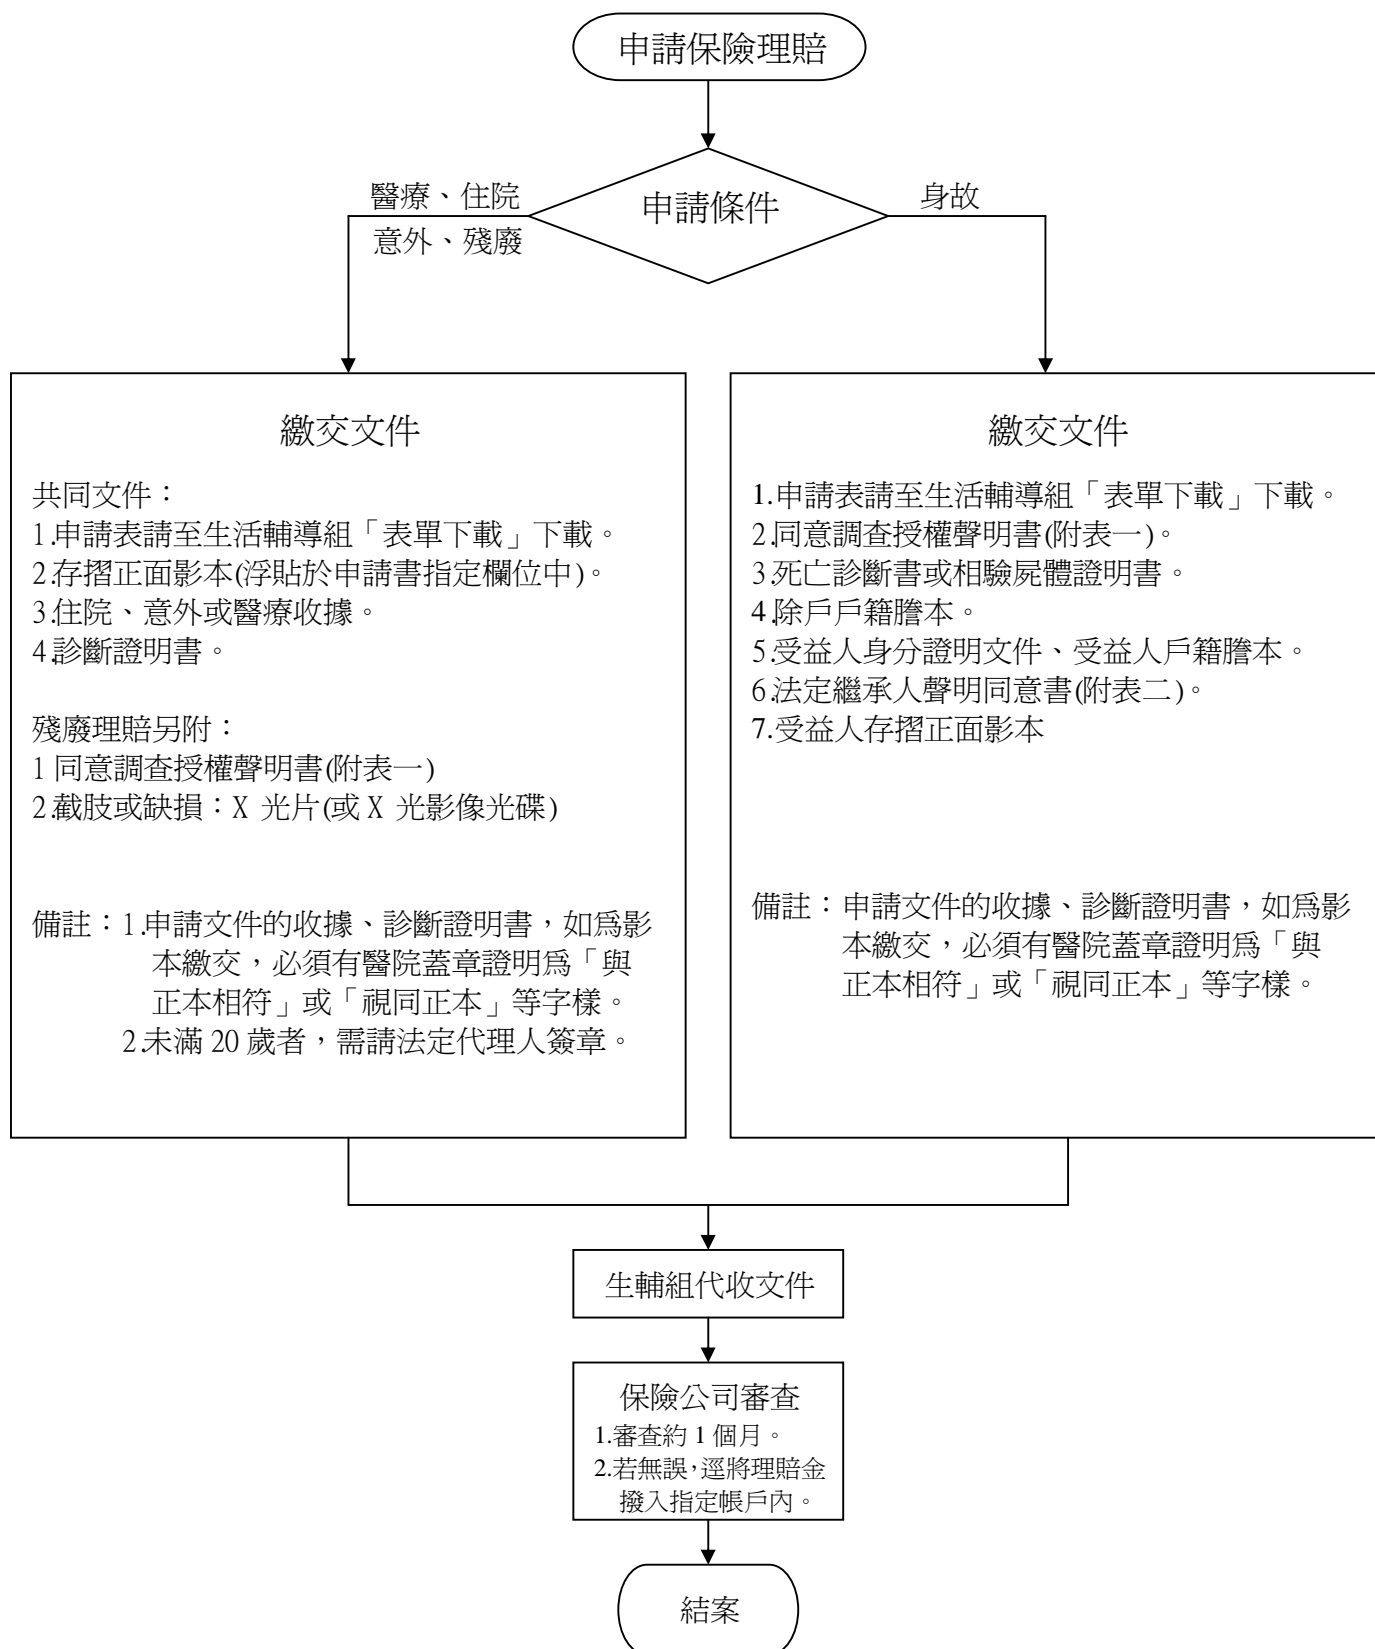 申請保險理賠
申請條件
醫療、住院
意外、殘廢
身故
繳交文件
共同文件：
1.申請表請至生活輔導組「表單下載」下載。
2.存摺正面影本(浮貼於申請書指定欄位中)。
3.住院、意外或醫療收據。
4.診斷證明書。
殘廢理賠另附：
1 同意調查授權聲明書(附表一)
2.截肢或缺損：X 光片(或 X 光影像光碟)
備註：1.申請文件的收據、診斷證明書，如為影
本繳交，必須有醫院蓋章證明為「與
正本相符」或「視同正本」等字樣。
2.未滿 20 歲者，需請法定代理人簽章。
繳交文件
1.申請表請至生活輔導組「表單下載」下載。
2.同意調查授權聲明書(附表一)。
3.死亡診斷書或相驗屍體證明書。
4.除戶戶籍謄本。
5.受益人身分證明文件、受益人戶籍謄本。
6.法定繼承人聲明同意書(附表二)。
7.受益人存摺正面影本
備註：申請文件的收據、診斷證明書，如為影
本繳交，必須有醫院蓋章證明為「與
正本相符」或「視同正本」等字樣。
生輔組代收文件
保險公司審查
1.審查約 1 個月。
2.若無誤，逕將理賠金
撥入指定帳戶內。
結案